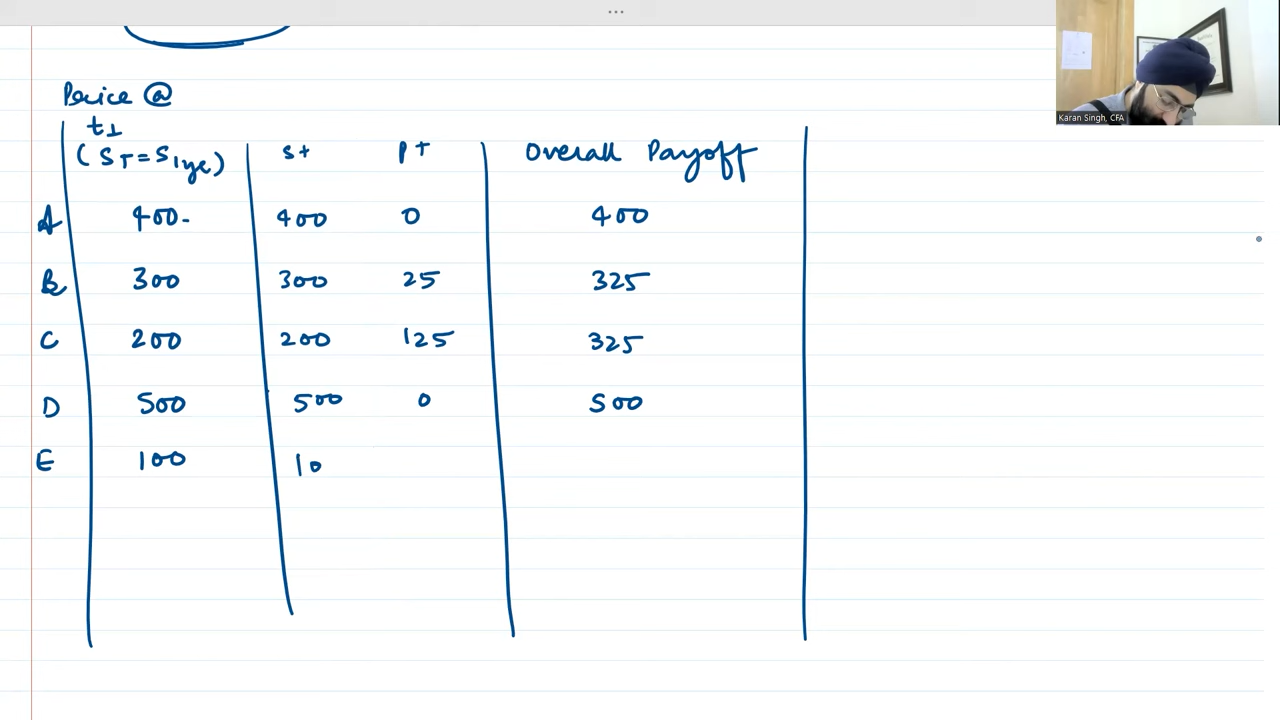 Price @
t1
(ST=S1yr) S+ P+ Overall Payoff
A 400- 400 0 400
B 300 300 25 325
C 200 200 125 325
D 500 500 0 500
E 100 10
Karan Singh, CFA